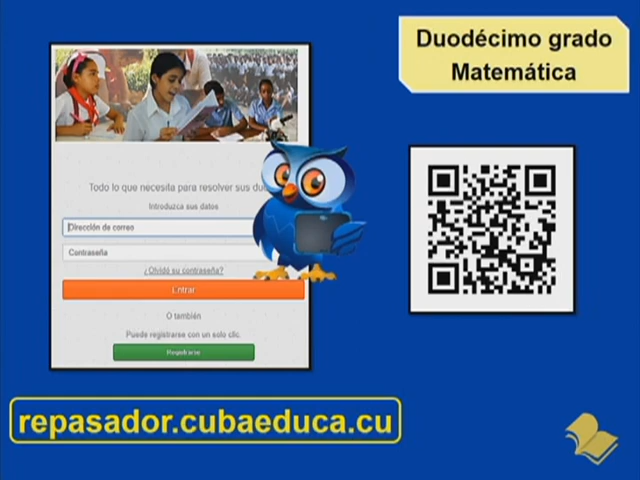 Duodécimo grado
Matemática
Todo lo que necesita para resolver sus
Introduzca sus datos
Dirección de correo
Contraseña
¿Olvidó su contraseña?
Entrar
O también
Puede registrarse con un solo clic.
Registrarse
repasador.cubaeduca.cu